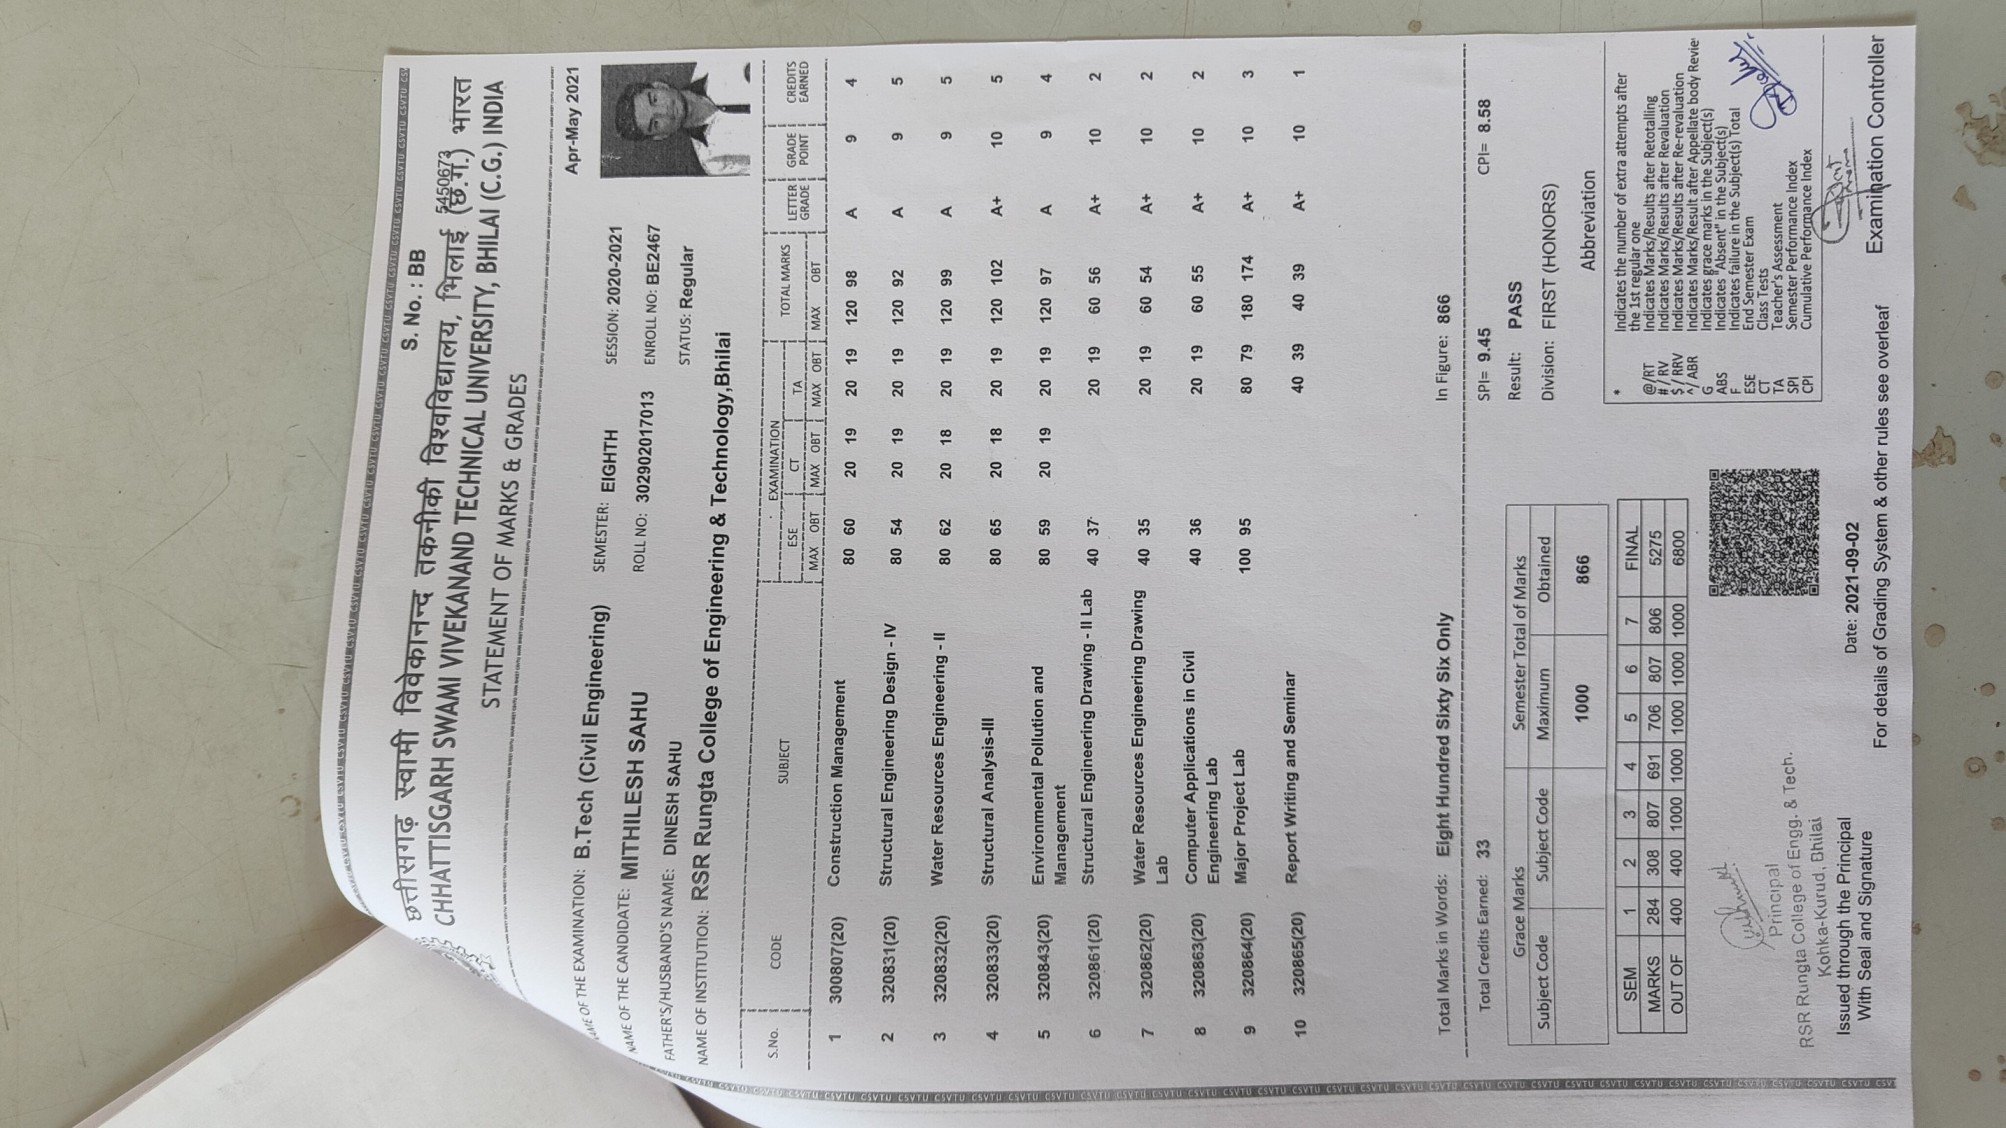 S. No. : BB 5450673
छत्तीसगढ़ स्वामी विवेकानन्द तकनीकी विश्वविद्यालय, भिलाई (छ.ग.) भारत
CHHATTISGARH SWAMI VIVEKANAND TECHNICAL UNIVERSITY, BHILAI (C.G.) INDIA
STATEMENT OF MARKS & GRADES
Apr-May 2021
NAME OF THE EXAMINATION: B.Tech (Civil Engineering) SEMESTER: EIGHTH SESSION: 2020-2021
NAME OF THE CANDIDATE: MITHILESH SAHU ROLL NO: 302902017013 ENROLL NO: BE2467
FATHER'S/HUSBAND'S NAME: DINESH SAHU STATUS: Regular
NAME OF INSTITUTION: RSR Rungta College of Engineering & Technology,Bhilai
S.No. CODE SUBJECT EXAMINATION TOTAL MARKS LETTER GRADE GRADE POINT CREDITS EARNED
ESE CT TA
MAX OBT MAX OBT MAX OBT MAX OBT
1 300807(20) Construction Management 80 60 20 19 20 19 120 98 A 9 4
2 320831(20) Structural Engineering Design - IV 80 54 20 19 20 19 120 92 A 9 5
3 320832(20) Water Resources Engineering - II 80 62 20 18 20 19 120 99 A 9 5
4 320833(20) Structural Analysis-III 80 65 20 18 20 19 120 102 A+ 10 5
5 320843(20) Environmental Pollution and 80 59 20 19 20 19 120 97 A 9 4
Management
6 320861(20) Structural Engineering Drawing - II Lab 40 37 20 19 60 56 A+ 10 2
7 320862(20) Water Resources Engineering Drawing 40 35 20 19 60 54 A+ 10 2
Lab
8 320863(20) Computer Applications in Civil 40 36 20 19 60 55 A+ 10 2
Engineering Lab
9 320864(20) Major Project Lab 100 95 80 79 180 174 A+ 10 3
10 320865(20) Report Writing and Seminar 40 39 40 39 A+ 10 1
Total Marks in Words: Eight Hundred Sixty Six Only In Figure: 866
Total Credits Earned: 33 SPI= 9.45 CPI= 8.58
Grace Marks Semester Total of Marks
Subject Code Subject Code Maximum Obtained
1000 866
Result: PASS
Division: FIRST (HONORS)
SEM 1 2 3 4 5 6 7 FINAL
MARKS 284 308 807 691 706 807 806 5275
OUT OF 400 400 1000 1000 1000 1000 1000 6800
Abbreviation
* Indicates the number of extra attempts after
the 1st regular one
@/RT Indicates Marks/Results after Retotalling
#/ RV Indicates Marks/Results after Revaluation
$/ RRV Indicates Marks/Results after Re-revaluation
^/ ABR Indicates Marks/Result after Appellate body Revie
G Indicates grace marks in the Subject(s)
ABS Indicates "Absent" in the Subject(s)
F Indicates failure in the Subject(s) Total
ESE End Semester Exam
CT Class Tests
TA Teacher's Assessment
SPI Semester Performance Index
CPI Cumulative Performance Index
Principal
RSR Rungta College of Engg. & Tech.
Kohka-Kurud, Bhilai
Issued through the Principal
With Seal and Signature
Date: 2021-09-02
For details of Grading System & other rules see overleaf
Examination Controller